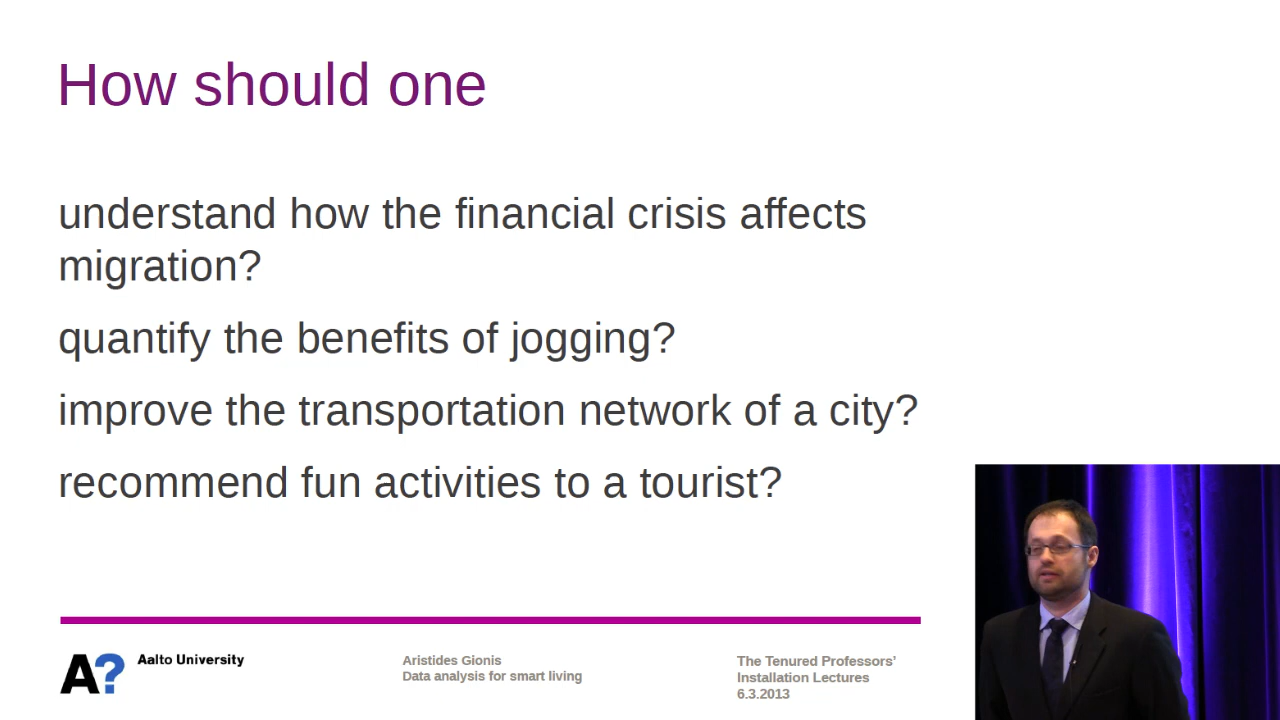 How should one
understand how the financial crisis affects
migration?
quantify the benefits of jogging?
improve the transportation network of a city?
recommend fun activities to a tourist?
A?
Aalto University
Aristides Gionis
Data analysis for smart living
The Tenured Professors'
Installation Lectures
6.3.2013